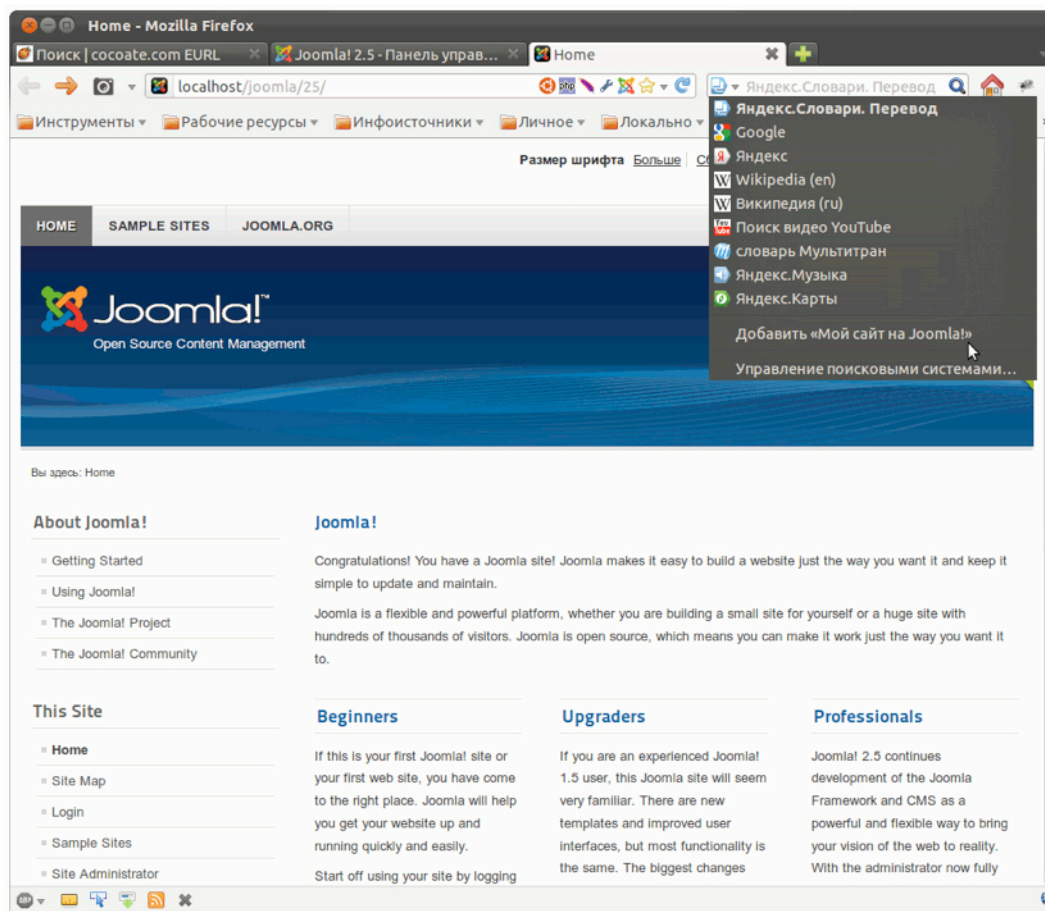 Home - Mozilla Firefox
Поиск | cocoate.com EURL
Joomla! 2.5 - Панель управ...
Home
localhost/joomla/25/
php
Яндекс.Словари. Перевод
Инструменты
Рабочие ресурсы
Инфоисточники
Личное
Локально
Яндекс.Словари. Перевод
Google
Яндекс
Wikipedia (en)
Википедия (ru)
Поиск видео YouTube
словарь Мультитран
Яндекс.Музыка
Яндекс.Карты
Добавить «Мой сайт на Joomla!»
Управление поисковыми системами...
Размер шрифта Больше
HOME
SAMPLE SITES
JOOMLA.ORG
Joomla!™
Open Source Content Management
Вы здесь: Home
About Joomla!
Getting Started
Using Joomla!
The Joomla! Project
The Joomla! Community
This Site
Home
Site Map
Login
Sample Sites
Site Administrator
Joomla!
Congratulations! You have a Joomla site! Joomla makes it easy to build a website just the way you want it and keep it
simple to update and maintain.
Joomla is a flexible and powerful platform, whether you are building a small site for yourself or a huge site with
hundreds of thousands of visitors. Joomla is open source, which means you can make it work just the way you want it
to.
Beginners
If this is your first Joomla! site or
your first web site, you have come
to the right place. Joomla will help
you get your website up and
running quickly and easily.
Start off using your site by logging
Upgraders
If you are an experienced Joomla!
1.5 user, this Joomla site will seem
very familiar. There are new
templates and improved user
interfaces, but most functionality is
the same. The biggest changes
Professionals
Joomla! 2.5 continues
development of the Joomla
Framework and CMS as a
powerful and flexible way to bring
your vision of the web to reality.
With the administrator now fully